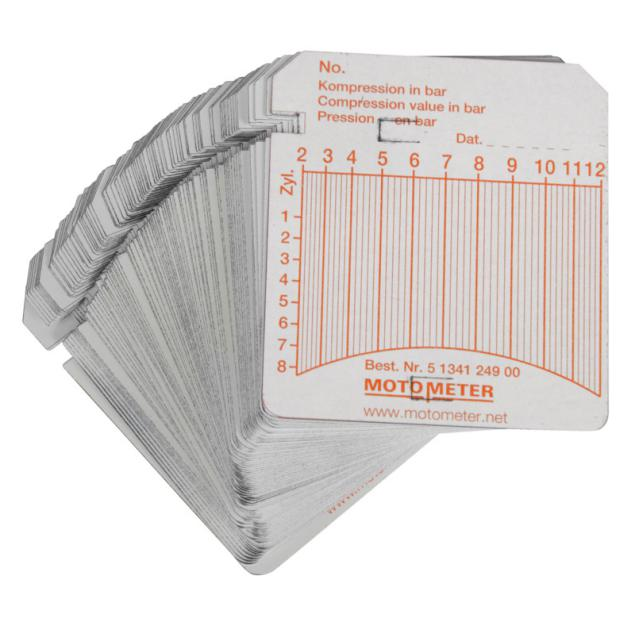 No.
Kompression in bar
Compression value in bar
Pression en bar
Dat.
2 3 4 5 6 7 8 9 10 11 12
Zyl.
1
2
3
4
5
6
7
8
Best. Nr. 5 1341 249 00
MOTOMETER
www.motometer.net